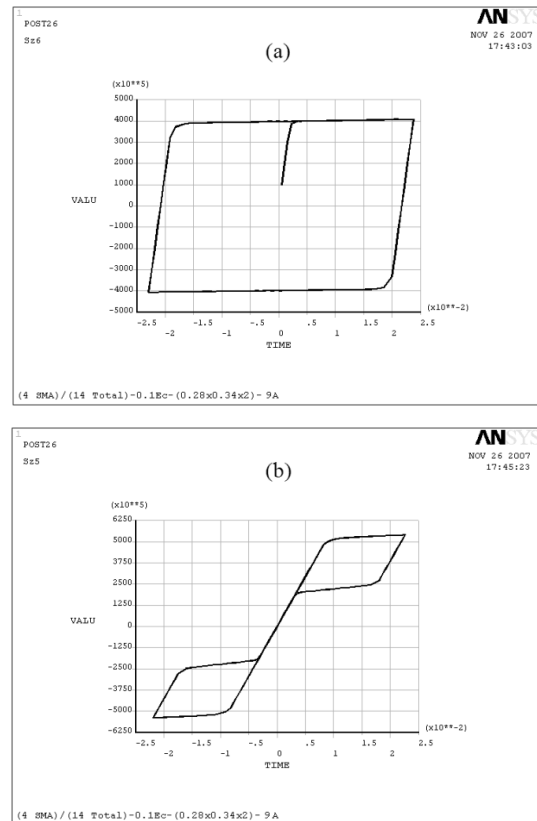 1
POST26
Sz6
(a)
ANSYS
NOV 26 2007
17:43:03
(x10**5)
5000
4000
3000
2000
1000
0
-1000
-2000
-3000
-4000
-5000
VALU
(x10**-2)
-2.5 -2 -1.5 -1 -.5 0 .5 1 1.5 2 2.5
TIME
(4 SMA)/(14 Total)-0.1Ec-(0.28x0.34x2)-9A
1
POST26
Sz5
(b)
ANSYS
NOV 26 2007
17:45:23
(x10**5)
6250
5000
3750
2500
1250
0
-1250
-2500
-3750
-5000
-6250
VALU
(x10**-2)
-2.5 -2 -1.5 -1 -.5 0 .5 1 1.5 2 2.5
TIME
(4 SMA)/(14 Total)-0.1Ec-(0.28x0.34x2)-9A